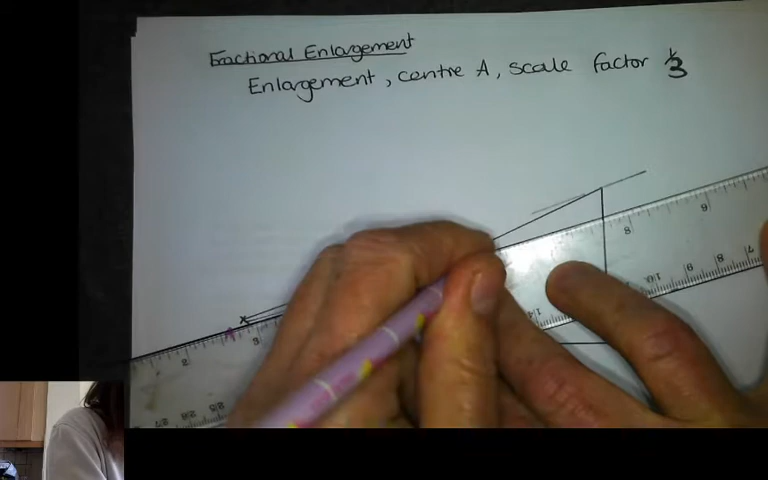 Fractional Enlargement
Enlargement, centre A, scale factor 1/3
x